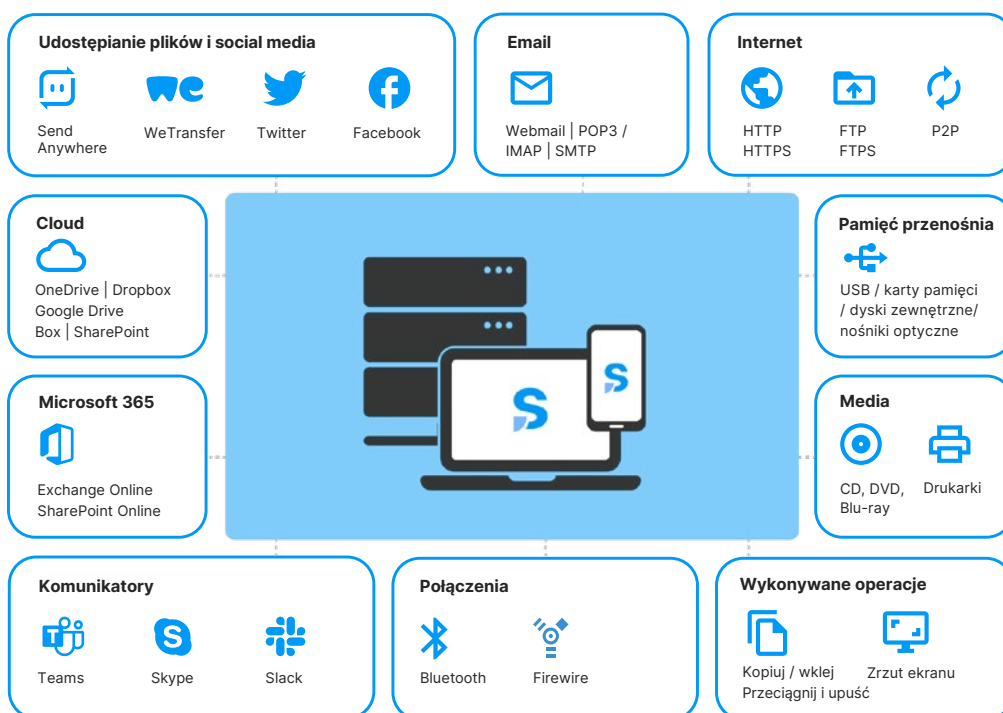 Udostępianie plików i social media
Send
Anywhere
WeTransfer
Twitter
Facebook
Email
Webmail | POP3 /
IMAP | SMTP
Internet
HTTP
HTTPS
FTP
FTPS
P2P
Cloud
OneDrive | Dropbox
Google Drive
Box | SharePoint
Pamięć przenośnia
USB / karty pamięci
/ dyski zewnętrzne/
nośniki optyczne
Microsoft 365
Exchange Online
SharePoint Online
Media
CD, DVD,
Blu-ray
Drukarki
Komunikatory
Teams
Skype
Slack
Połączenia
Bluetooth
Firewire
Wykonywane operacje
Kopiuj / wklej
Przeciągnij i upuść
Zrzut ekranu